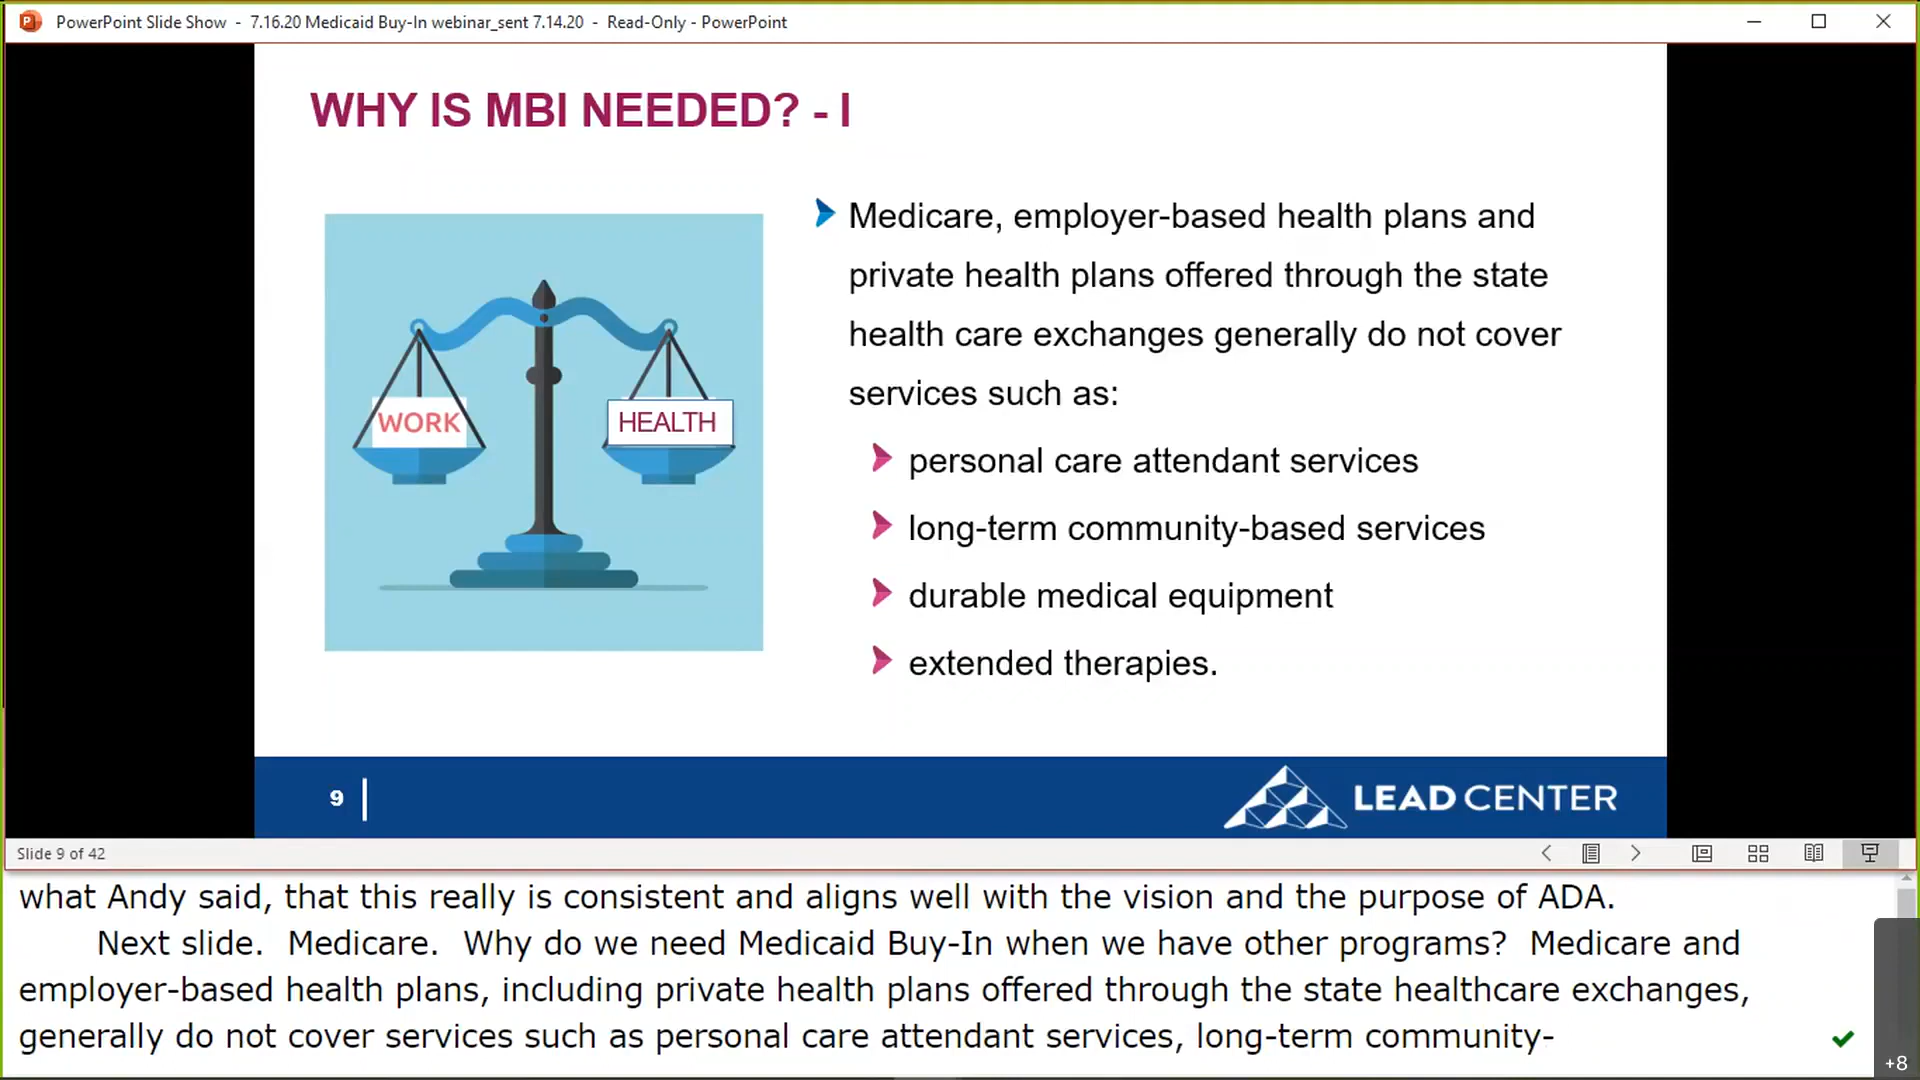 PowerPoint Slide Show - 7.16.20 Medicaid Buy-In webinar_sent 7.14.20 - Read-Only - PowerPoint
WHY IS MBI NEEDED? - I
WORK
HEALTH
Medicare, employer-based health plans and
private health plans offered through the state
health care exchanges generally do not cover
services such as:
personal care attendant services
long-term community-based services
durable medical equipment
extended therapies.
9
LEAD CENTER
Slide 9 of 42
what Andy said, that this really is consistent and aligns well with the vision and the purpose of ADA.
Next slide. Medicare. Why do we need Medicaid Buy-In when we have other programs? Medicare and
employer-based health plans, including private health plans offered through the state healthcare exchanges,
generally do not cover services such as personal care attendant services, long-term community-
+8